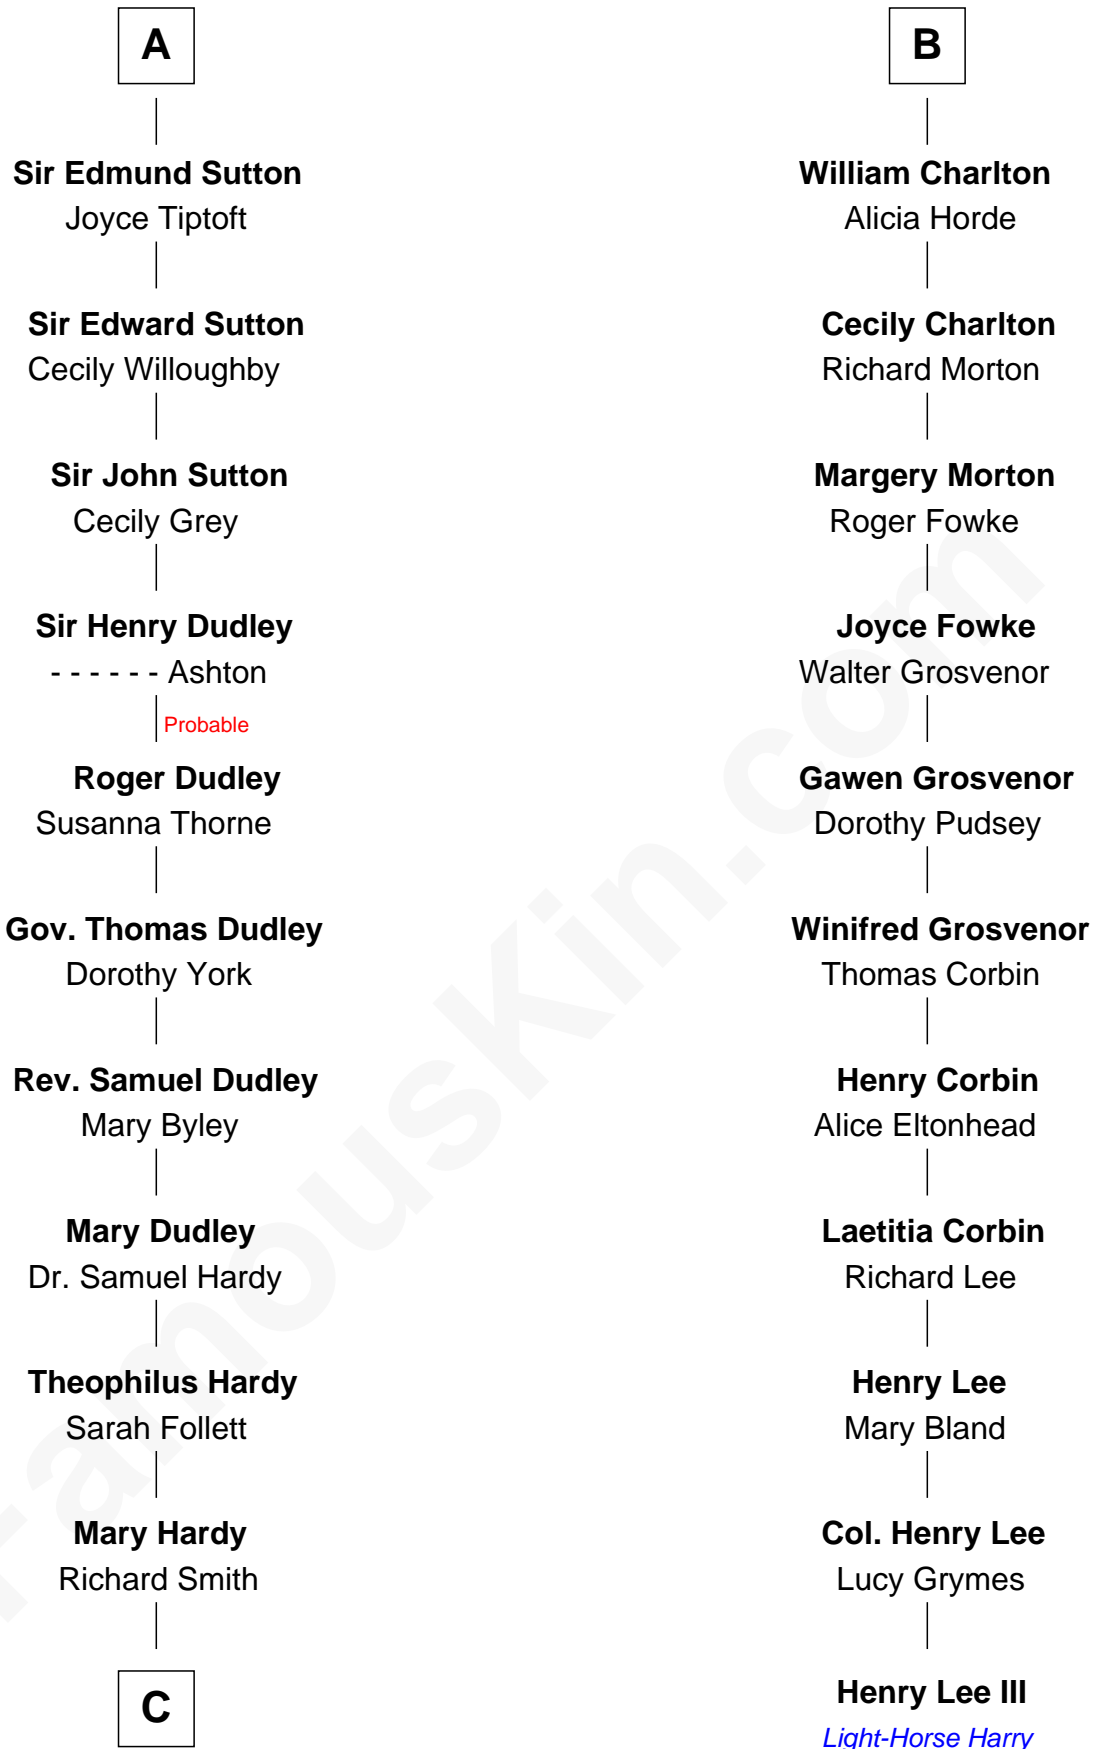 A
Sir Edmund Sutton
Joyce Tiptoft
Sir Edward Sutton
Cecily Willoughby
Sir John Sutton
Cecily Grey
Sir Henry Dudley
- - - - - - Ashton
Probable
Roger Dudley
Susanna Thorne
Gov. Thomas Dudley
Dorothy York
Rev. Samuel Dudley
Mary Byley
Mary Dudley
Dr. Samuel Hardy
Theophilus Hardy
Sarah Follett
Mary Hardy
Richard Smith
C
B
William Charlton
Alicia Horde
Cecily Charlton
Richard Morton
Margery Morton
Roger Fowke
Joyce Fowke
Walter Grosvenor
Gawen Grosvenor
Dorothy Pudsey
Winifred Grosvenor
Thomas Corbin
Henry Corbin
Alice Eltonhead
Laetitia Corbin
Richard Lee
Henry Lee
Mary Bland
Col. Henry Lee
Lucy Grymes
Henry Lee III
Light-Horse Harry
FamousKin.com